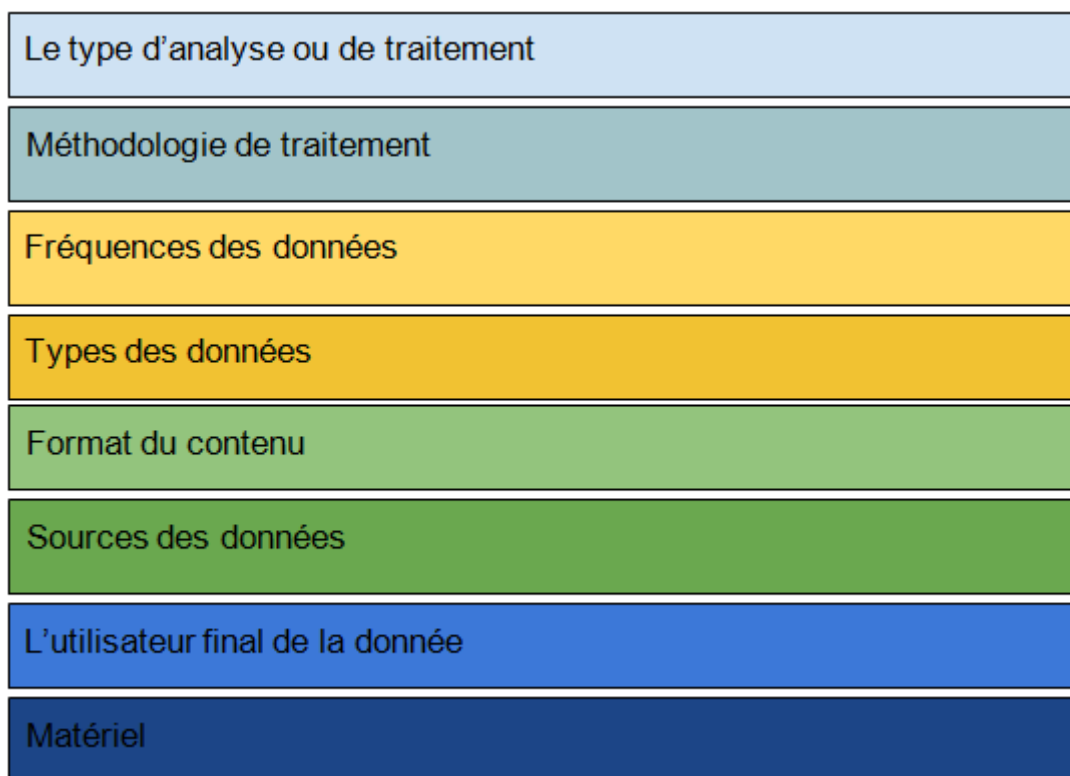 Le type d’analyse ou de traitement
Méthodologie de traitement
Fréquences des données
Types des données
Format du contenu
Sources des données
L’utilisateur final de la donnée
Matériel